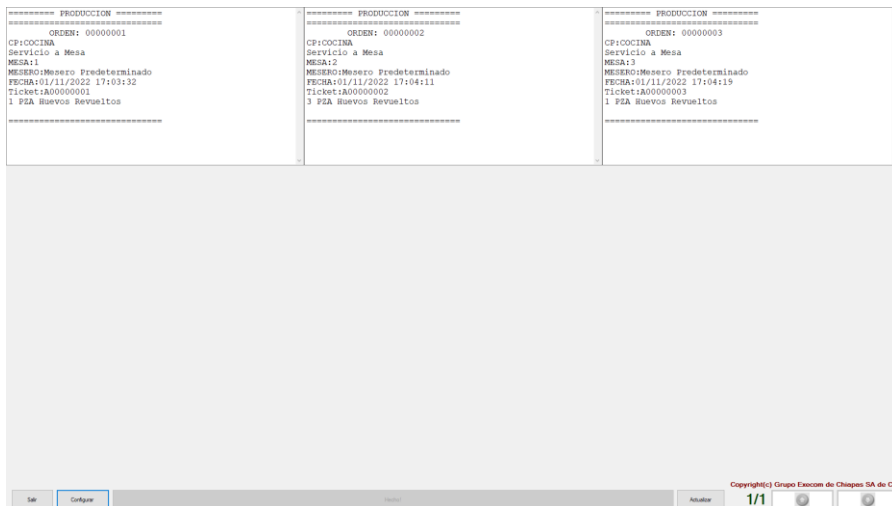 ========= PRODUCCION =========
==============================
ORDEN: 00000001
CP:COCINA
Servicio a Mesa
MESA:1
MESERO:Mesero Predeterminado
FECHA:01/11/2022 17:03:32
Ticket:A00000001
1 PZA Huevos Revueltos
==============================
========= PRODUCCION =========
==============================
ORDEN: 00000002
CP:COCINA
Servicio a Mesa
MESA:2
MESERO:Mesero Predeterminado
FECHA:01/11/2022 17:04:11
Ticket:A00000002
3 PZA Huevos Revueltos
==============================
========= PRODUCCION =========
==============================
ORDEN: 00000003
CP:COCINA
Servicio a Mesa
MESA:3
MESERO:Mesero Predeterminado
FECHA:01/11/2022 17:04:19
Ticket:A00000003
1 PZA Huevos Revueltos
==============================
Copyright(c) Grupo Execom de Chiapas SA de C
Salir
Configurar
Actualizar
1/1